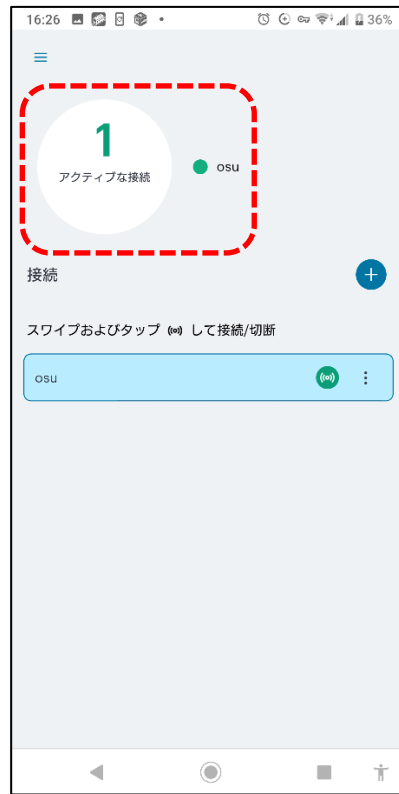 16:26 36%
1
アクティブな接続
osu
接続
スワイプおよびタップ して接続/切断
osu